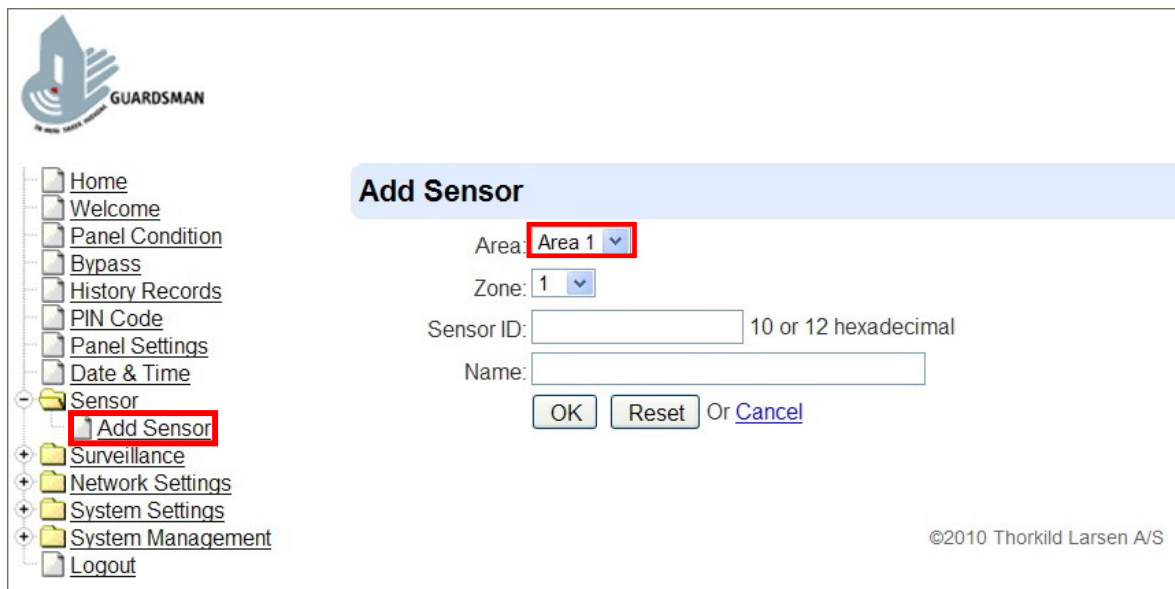 GUARDSMAN
Home
Welcome
Panel Condition
Bypass
History Records
PIN Code
Panel Settings
Date & Time
Sensor
Add Sensor
Surveillance
Network Settings
System Settings
System Management
Logout
Add Sensor
Area: Area 1
Zone: 1
Sensor ID: 10 or 12 hexadecimal
Name:
OK Reset Or Cancel
©2010 Thorkild Larsen A/S